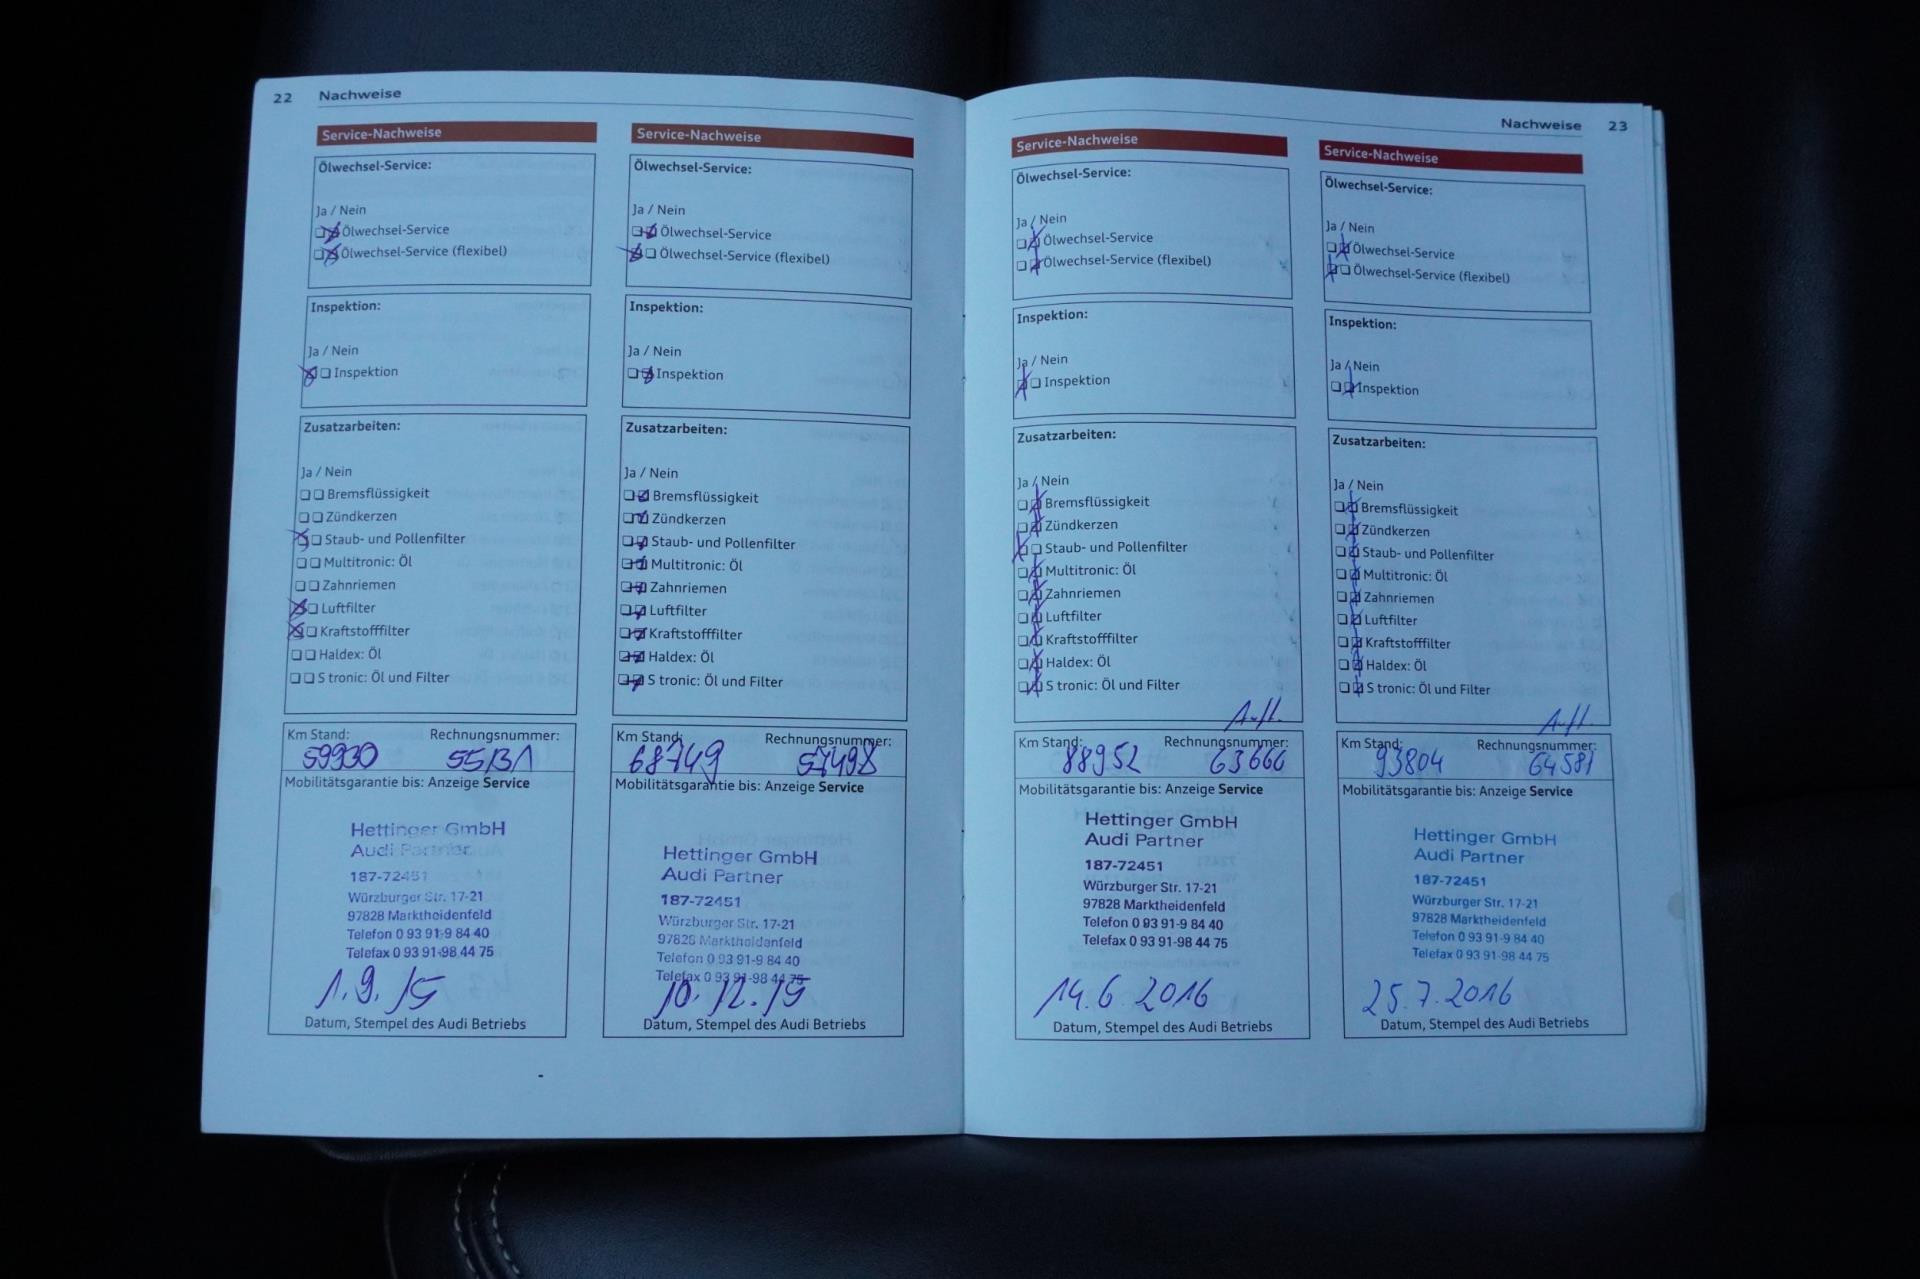 22 Nachweise
Service-Nachweise
Ölwechsel-Service:
Ja / Nein
Ölwechsel-Service
Ölwechsel-Service (flexibel)
Inspektion:
Ja / Nein
Inspektion
Zusatzarbeiten:
Ja / Nein
Bremsflüssigkeit
Zündkerzen
Staub- und Pollenfilter
Multitronic: Öl
Zahnriemen
Luftfilter
Kraftstofffilter
Haldex: Öl
S tronic: Öl und Filter
Km Stand: Rechnungsnummer:
59930 55131
Mobilitätsgarantie bis: Anzeige Service
Hettinger GmbH
Audi Partner
187-72451
Würzburger Str. 17-21
97828 Marktheidenfeld
Telefon 0 93 91-9 84 40
Telefax 0 93 91-98 44 75
1.9.15
Datum, Stempel des Audi Betriebs
Service-Nachweise
Ölwechsel-Service:
Ja / Nein
Ölwechsel-Service
Ölwechsel-Service (flexibel)
Inspektion:
Ja / Nein
Inspektion
Zusatzarbeiten:
Ja / Nein
Bremsflüssigkeit
Zündkerzen
Staub- und Pollenfilter
Multitronic: Öl
Zahnriemen
Luftfilter
Kraftstofffilter
Haldex: Öl
S tronic: Öl und Filter
Km Stand: Rechnungsnummer:
68749 57498
Mobilitätsgarantie bis: Anzeige Service
Hettinger GmbH
Audi Partner
187-72451
Würzburger Str. 17-21
97828 Marktheidenfeld
Telefon 0 93 91-9 84 40
Telefax 0 93 91-98 44 75
10.12.15
Datum, Stempel des Audi Betriebs
Nachweise 23
Service-Nachweise
Ölwechsel-Service:
Ja / Nein
Ölwechsel-Service
Ölwechsel-Service (flexibel)
Inspektion:
Ja / Nein
Inspektion
Zusatzarbeiten:
Ja / Nein
Bremsflüssigkeit
Zündkerzen
Staub- und Pollenfilter
Multitronic: Öl
Zahnriemen
Luftfilter
Kraftstofffilter
Haldex: Öl
S tronic: Öl und Filter
Km Stand: Rechnungsnummer:
88952 63666
Mobilitätsgarantie bis: Anzeige Service
Hettinger GmbH
Audi Partner
187-72451
Würzburger Str. 17-21
97828 Marktheidenfeld
Telefon 0 93 91-9 84 40
Telefax 0 93 91-98 44 75
14.6.2016
Datum, Stempel des Audi Betriebs
Service-Nachweise
Ölwechsel-Service:
Ja / Nein
Ölwechsel-Service
Ölwechsel-Service (flexibel)
Inspektion:
Ja / Nein
Inspektion
Zusatzarbeiten:
Ja / Nein
Bremsflüssigkeit
Zündkerzen
Staub- und Pollenfilter
Multitronic: Öl
Zahnriemen
Luftfilter
Kraftstofffilter
Haldex: Öl
S tronic: Öl und Filter
Km Stand: Rechnungsnummer:
93804 64581
Mobilitätsgarantie bis: Anzeige Service
Hettinger GmbH
Audi Partner
187-72451
Würzburger Str. 17-21
97828 Marktheidenfeld
Telefon 0 93 91-9 84 40
Telefax 0 93 91-98 44 75
25.7.2016
Datum, Stempel des Audi Betriebs